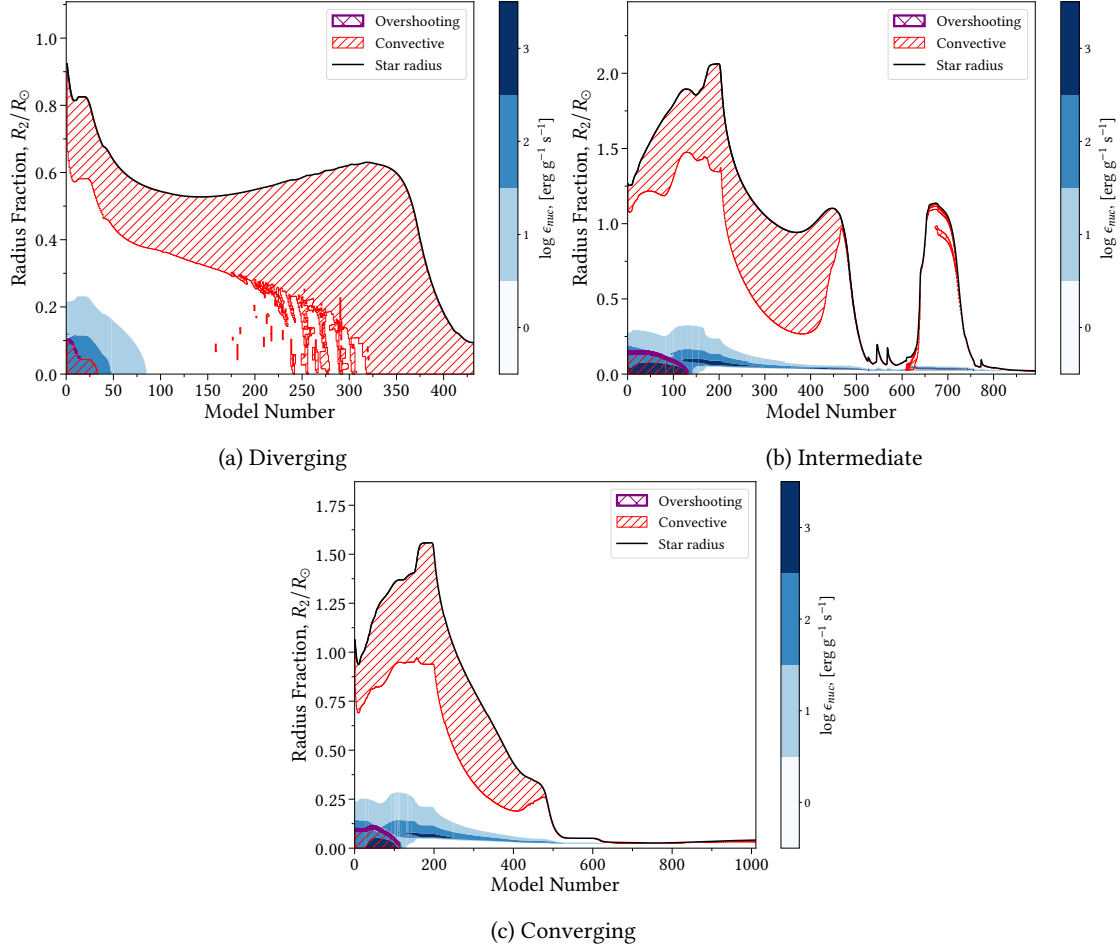 Overshooting
Convective
Star radius
1.0
0.8
0.6
0.4
0.2
0.0
Radius Fraction, R₂/R⊙
0
50
100
150
200
250
300
350
400
Model Number
3
2
1
0
log ϵnuc, [erg g⁻¹ s⁻¹]
(a) Diverging
Overshooting
Convective
Star radius
2.0
1.5
1.0
0.5
0.0
Radius Fraction, R₂/R⊙
0
100
200
300
400
500
600
700
800
Model Number
3
2
1
0
log ϵnuc, [erg g⁻¹ s⁻¹]
(b) Intermediate
Overshooting
Convective
Star radius
1.75
1.50
1.25
1.00
0.75
0.50
0.25
0.00
Radius Fraction, R₂/R⊙
0
200
400
600
800
1000
Model Number
3
2
1
0
log ϵnuc, [erg g⁻¹ s⁻¹]
(c) Converging